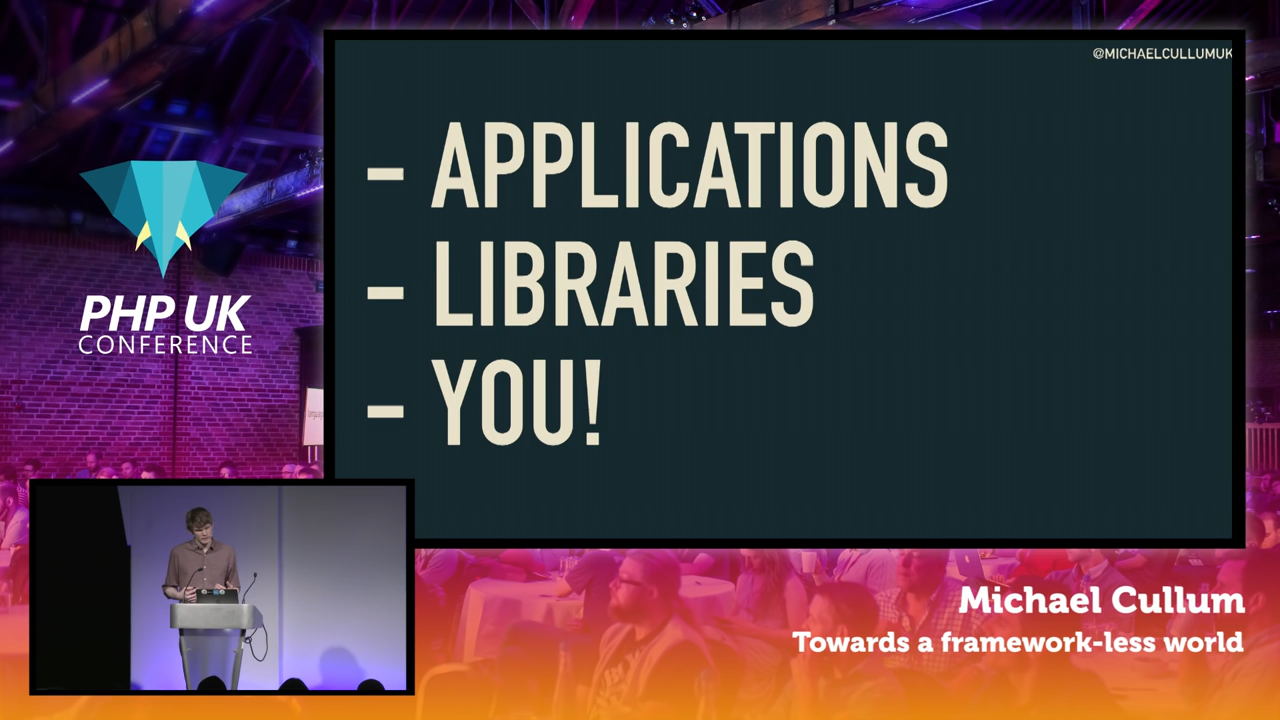 @MICHAELCULLUMUK
- APPLICATIONS
- LIBRARIES
- YOU!
PHP UK
CONFERENCE
Michael Cullum
Towards a framework-less world